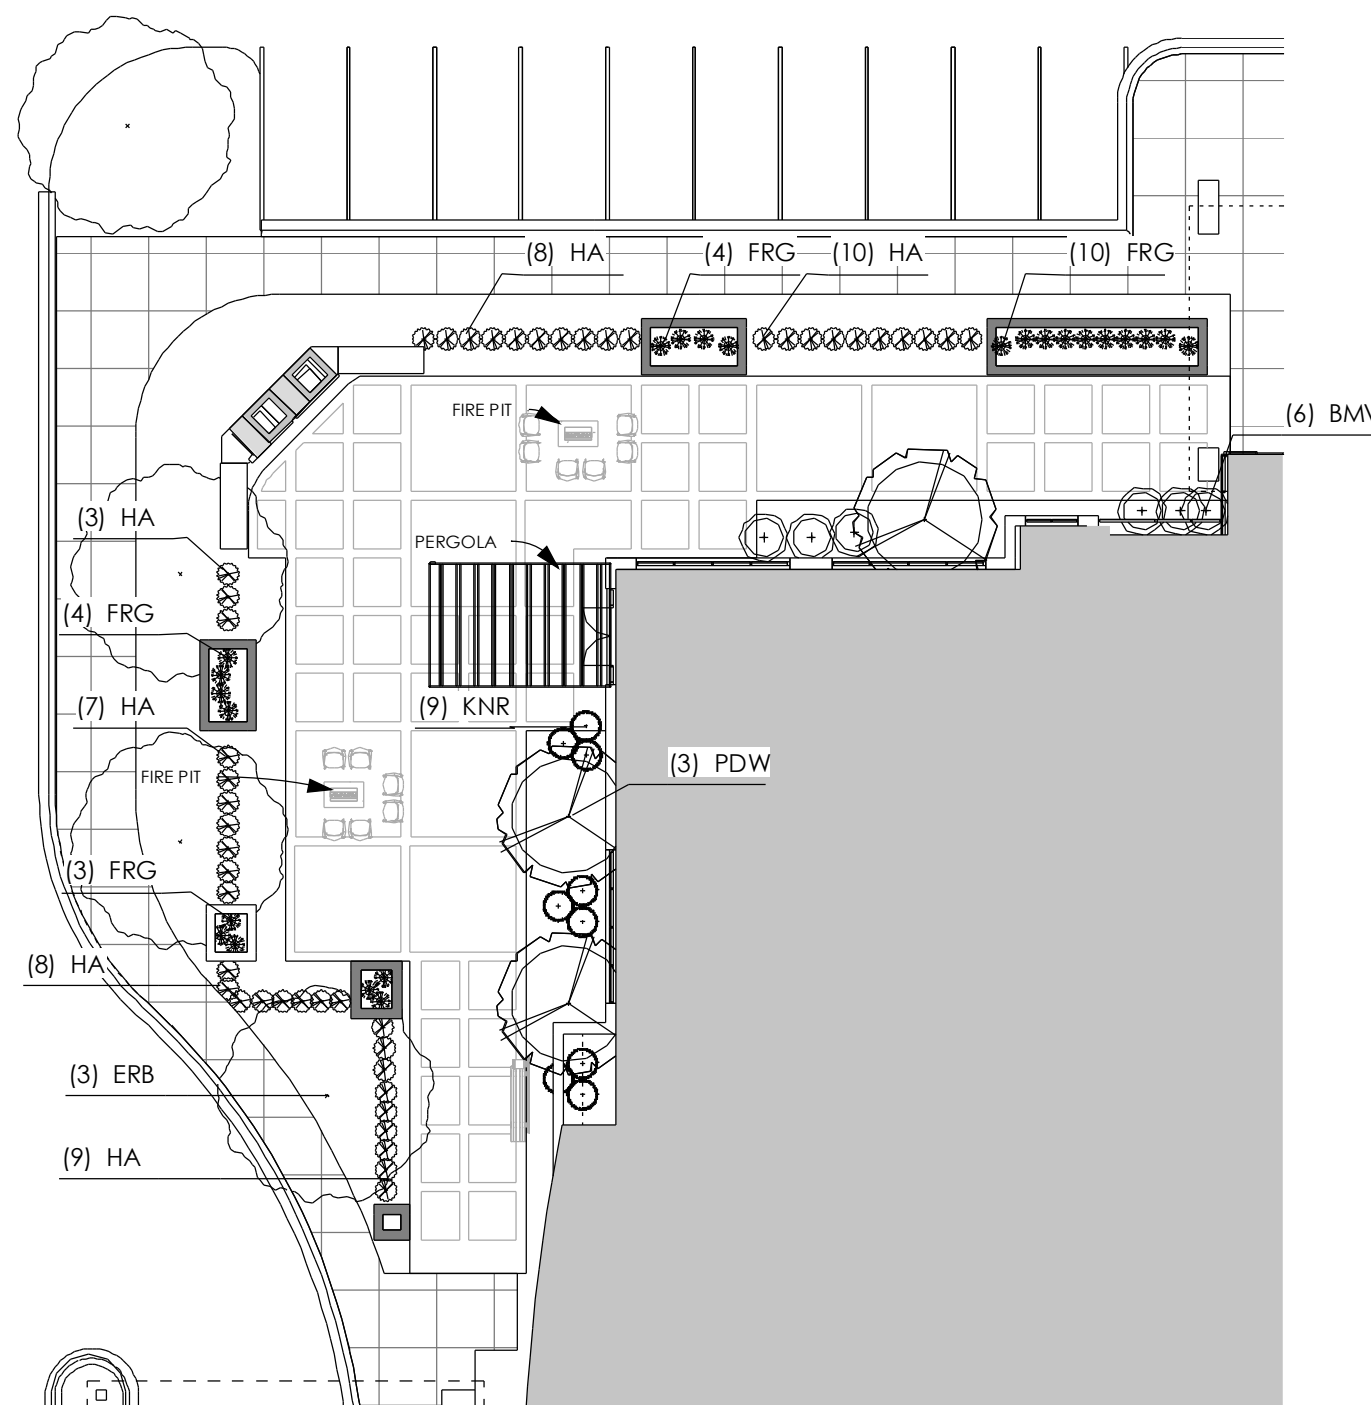 (8) HA
(4) FRG
(10) HA
(10) FRG
FIRE PIT
(6) BMV
(3) HA
PERGOLA
(4) FRG
(7) HA
(9) KNR
(3) PDW
FIRE PIT
(3) FRG
(8) HA
(3) ERB
(9) HA